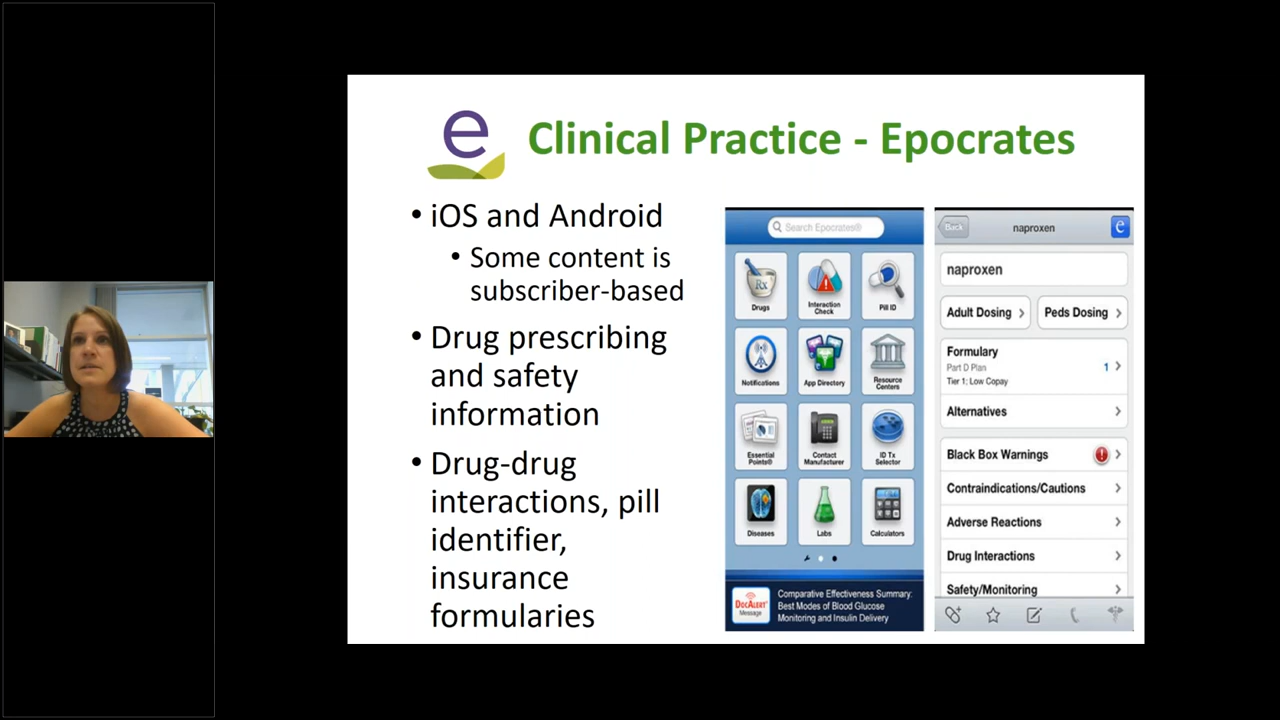 e
Clinical Practice - Epocrates
• iOS and Android
• Some content is
subscriber-based
• Drug prescribing
and safety
information
• Drug-drug
interactions, pill
identifier,
insurance
formularies
Search Epocrates®
Drugs
Interaction
Check
Pill ID
Notifications
App Directory
Resource
Centers
Essential
Points®
Contact
Manufacturer
ID Tx
Selector
Diseases
Labs
Calculators
DocAlert®
Message
Comparative Effectiveness Summary:
Best Modes of Blood Glucose
Monitoring and Insulin Delivery
Back
naproxen
e
naproxen
Adult Dosing
Peds Dosing
Formulary
Part D Plan
Tier 1; Low Copay
1
Alternatives
Black Box Warnings
Contraindications/Cautions
Adverse Reactions
Drug Interactions
Safety/Monitoring